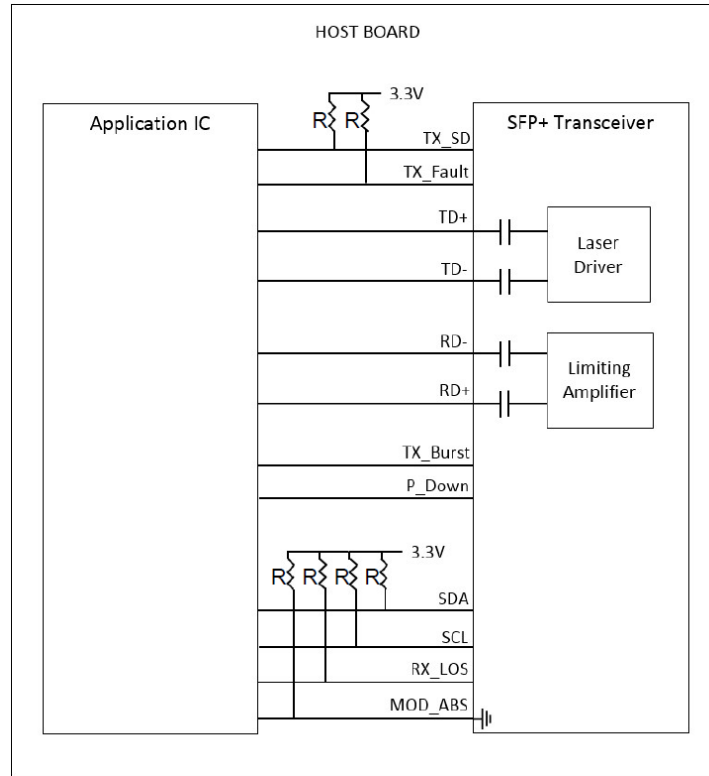 HOST BOARD
3.3V
Application IC
R R
SFP+ Transceiver
TX_SD
TX_Fault
TD+
Laser
Driver
TD-
RD-
Limiting
Amplifier
RD+
TX_Burst
P_Down
3.3V
R R R R
SDA
SCL
RX_LOS
MOD_ABS